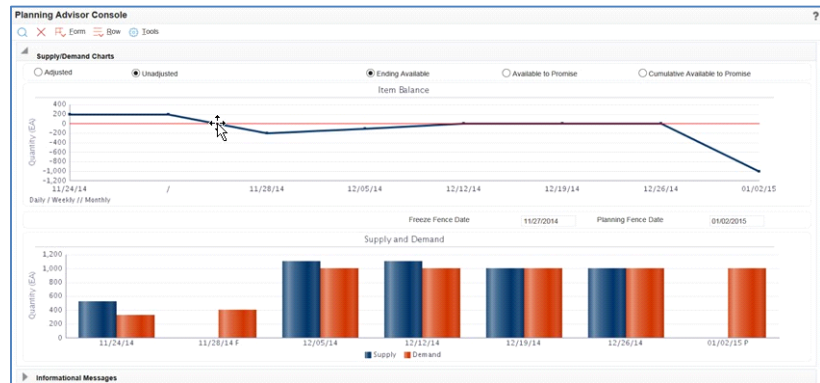 Planning Advisor Console
?
Form Row Tools
Supply/Demand Charts
Adjusted Unadjusted Ending Available Available to Promise Cumulative Available to Promise
Item Balance
Quantity (EA)
400
200
0
-200
-400
-600
-800
-1,000
-1,200
11/24/14 / 11/28/14 12/05/14 12/12/14 12/19/14 12/26/14 01/02/15
Daily / Weekly // Monthly
Freeze Fence Date 11/27/2014 Planning Fence Date 01/02/2015
Supply and Demand
Quantity (EA)
1,200
1,000
800
600
400
200
0
11/24/14 11/28/14 F 12/05/14 12/12/14 12/19/14 12/26/14 01/02/15 P
Supply Demand
Informational Messages